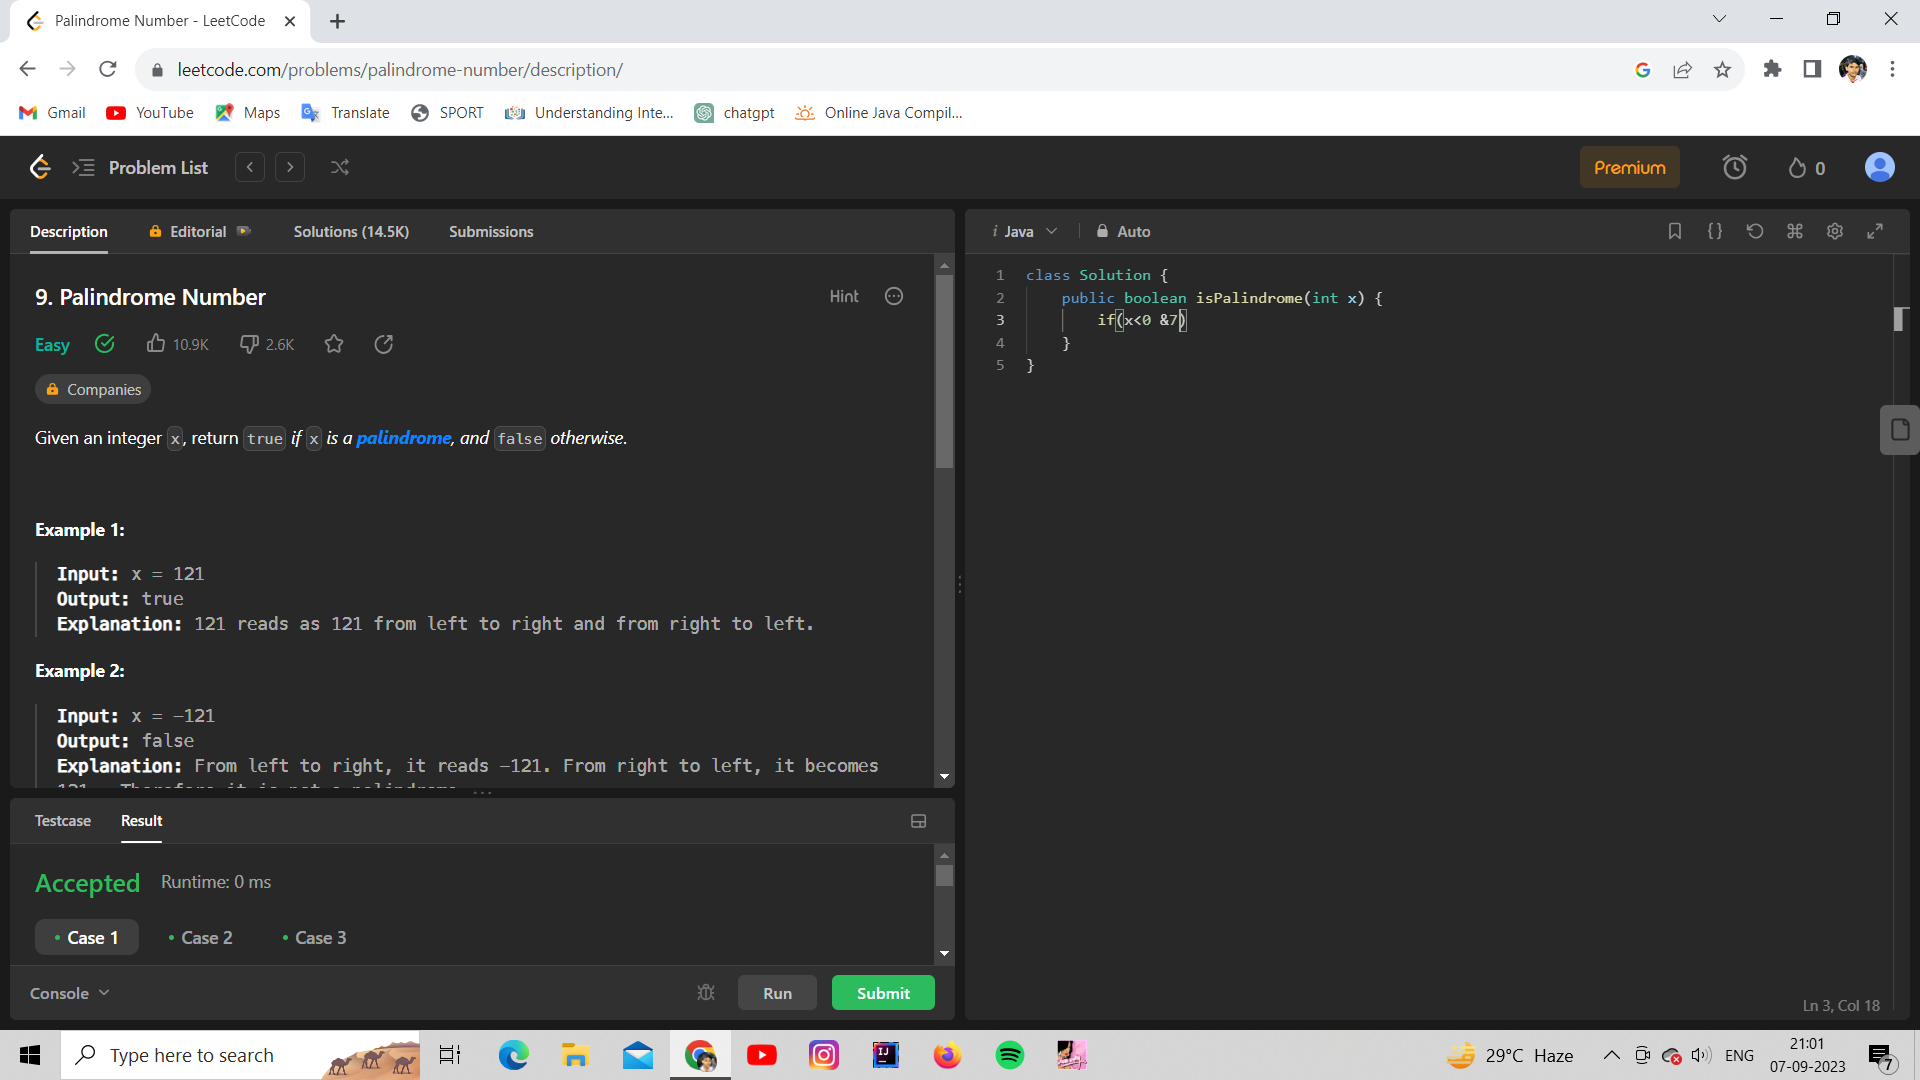 Palindrome Number - LeetCode
leetcode.com/problems/palindrome-number/description/
Gmail YouTube Maps Translate SPORT Understanding Inte... chatgpt Online Java Compil...
Problem List Premium 0
Description Editorial Solutions (14.5K) Submissions
9. Palindrome Number Hint
Easy 10.9K 2.6K
Companies
Given an integer x, return true if x is a palindrome, and false otherwise.
Example 1:
Input: x = 121
Output: true
Explanation: 121 reads as 121 from left to right and from right to left.
Example 2:
Input: x = -121
Output: false
Explanation: From left to right, it reads -121. From right to left, it becomes
Testcase Result
Accepted Runtime: 0 ms
Case 1 Case 2 Case 3
Console Run Submit
i Java Auto
1 class Solution {
2 public boolean isPalindrome(int x) {
3 if(x<0 &7)
4 }
5 }
Ln 3, Col 18
Type here to search
29°C Haze ENG 21:01
07-09-2023 7